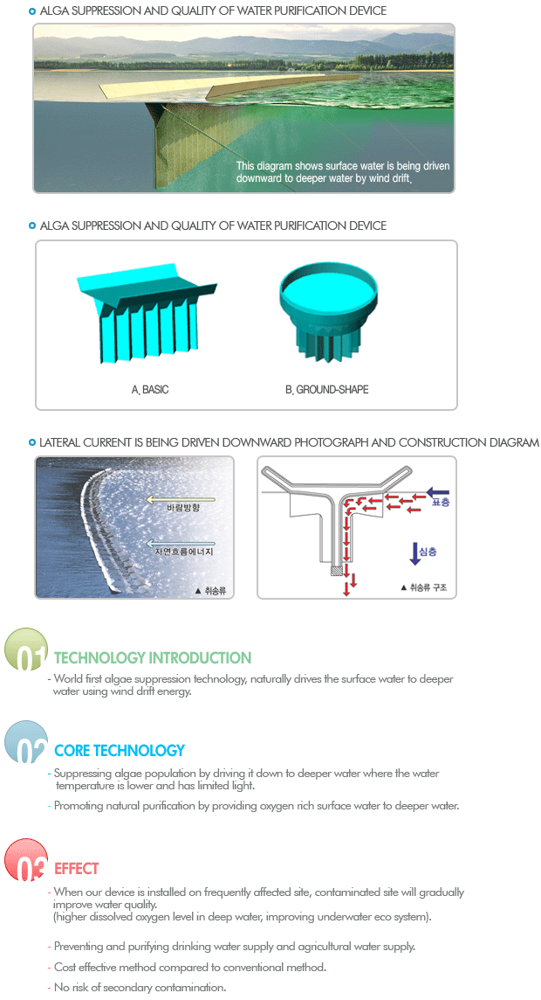 ALGA SUPPRESSION AND QUALITY OF WATER PURIFICATION DEVICE
This diagram shows surface water is being driven
downward to deeper water by wind drift.
ALGA SUPPRESSION AND QUALITY OF WATER PURIFICATION DEVICE
A. BASIC
B. GROUND-SHAPE
LATERAL CURRENT IS BEING DRIVEN DOWNWARD PHOTOGRAPH AND CONSTRUCTION DIAGRAM
바람방향
자연흐름에너지
▲ 취송류
표층
심층
▲ 취송류 구조
01 TECHNOLOGY INTRODUCTION
- World first algae suppression technology, naturally drives the surface water to deeper
water using wind drift energy.
02 CORE TECHNOLOGY
- Suppressing algae population by driving it down to deeper water where the water
temperature is lower and has limited light.
- Promoting natural purification by providing oxygen rich surface water to deeper water.
03 EFFECT
- When our device is installed on frequently affected site, contaminated site will gradually
improve water quality.
(higher dissolved oxygen level in deep water, improving underwater eco system).
- Preventing and purifying drinking water supply and agricultural water supply.
- Cost effective method compared to conventional method.
- No risk of secondary contamination.